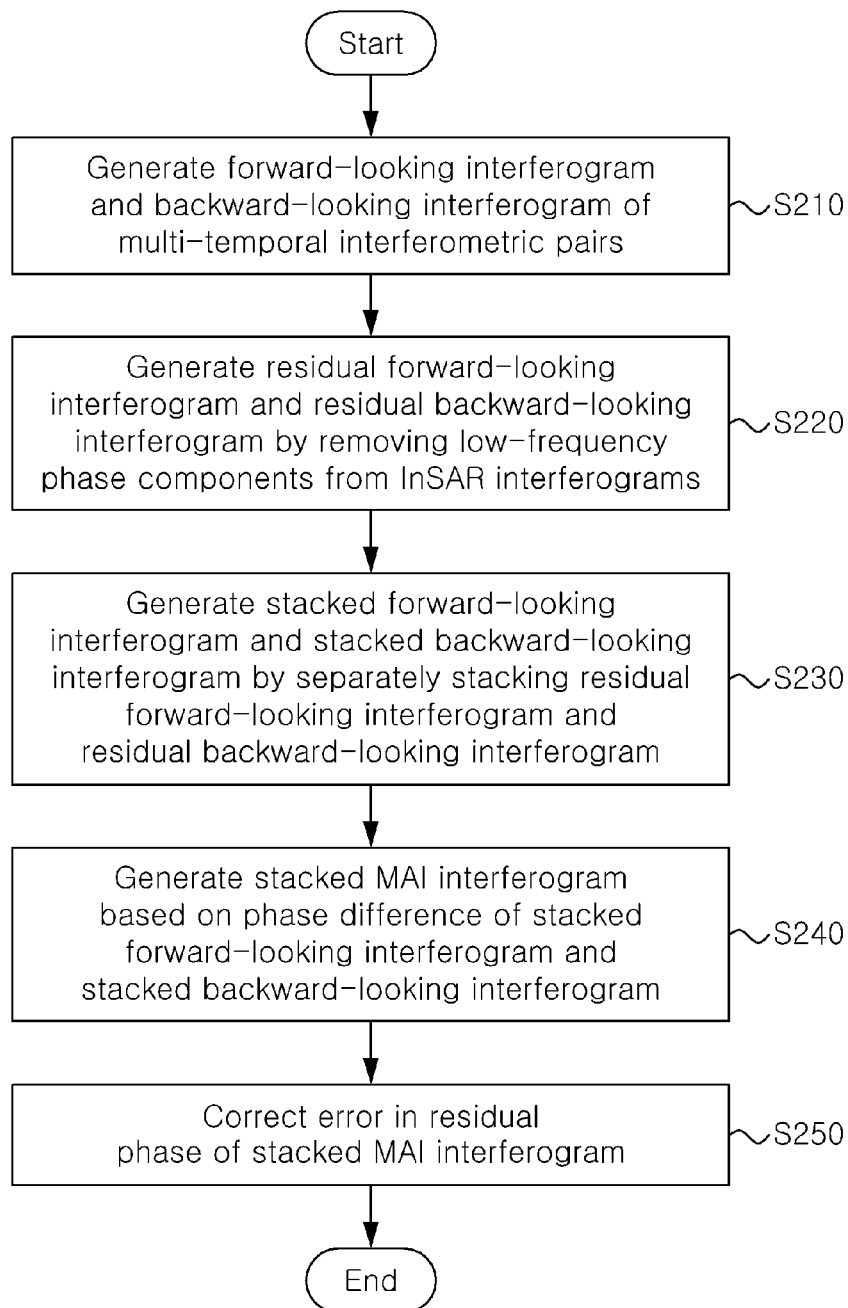 Start
Generate forward-looking interferogram
and backward-looking interferogram of
multi-temporal interferometric pairs
S210
Generate residual forward-looking
interferogram and residual backward-looking
interferogram by removing low-frequency
phase components from InSAR interferograms
S220
Generate stacked forward-looking
interferogram and stacked backward-looking
interferogram by separately stacking residual
forward-looking interferogram and
residual backward-looking interferogram
S230
Generate stacked MAI interferogram
based on phase difference of stacked
forward-looking interferogram and
stacked backward-looking interferogram
S240
Correct error in residual
phase of stacked MAI interferogram
S250
End